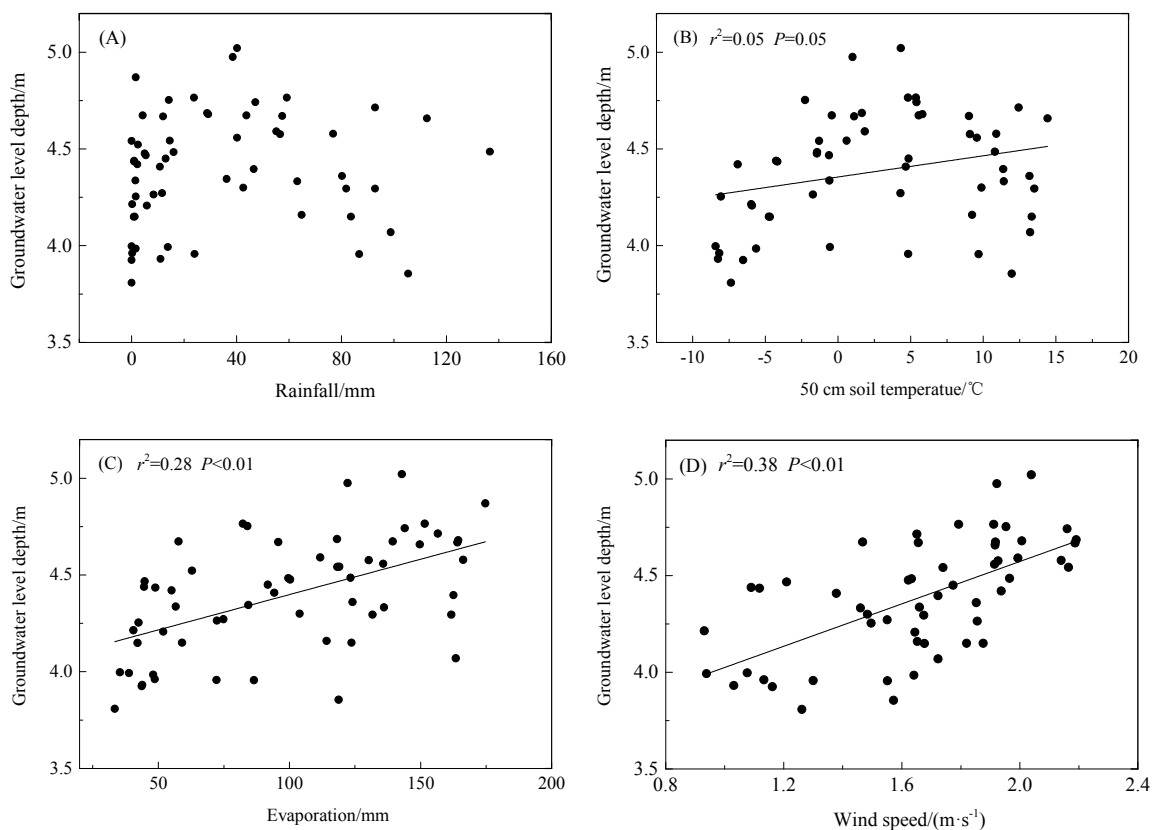 (A)
5.0
4.5
4.0
3.5
Groundwater level depth/m
0 40 80 120 160
Rainfall/mm
(B) r²=0.05 P=0.05
5.0
4.5
4.0
3.5
Groundwater level depth/m
-10 -5 0 5 10 15 20
50 cm soil temperatue/℃
(C) r²=0.28 P<0.01
5.0
4.5
4.0
3.5
Groundwater level depth/m
50 100 150 200
Evaporation/mm
(D) r²=0.38 P<0.01
5.0
4.5
4.0
3.5
Groundwater level depth/m
0.8 1.2 1.6 2.0 2.4
Wind speed/(m·s⁻¹)